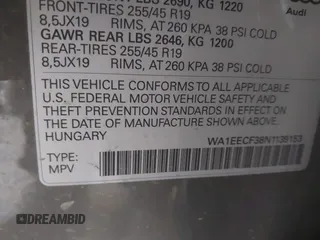 LBS 2690, KG 1220
FRONT-TIRES 255/45 R19
8,5JX19 RIMS, AT 260 KPA 38 PSI COLD
Audi
GAWR REAR LBS 2646, KG 1200
REAR-TIRES 255/45 R19
8,5JX19 RIMS, AT 260 KPA 38 PSI COLD
THIS VEHICLE CONFORMS TO ALL APPLICABLE
U.S. FEDERAL MOTOR VEHICLE SAFETY AND
THEFT PREVENTION STANDARDS IN EFFECT ON
THE DATE OF MANUFACTURE SHOWN ABOVE.
HUNGARY
WA1EECF38N1136153
TYPE:
MPV
DREAMBID